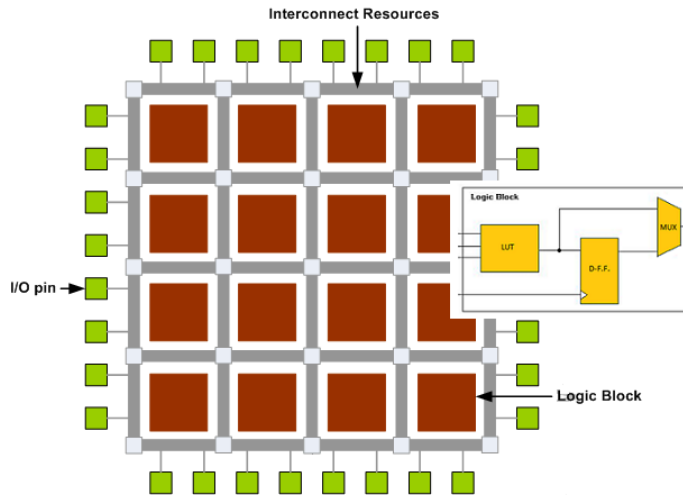 Interconnect Resources
Logic Block
MUX
LUT
D-F.F.
I/O pin
Logic Block